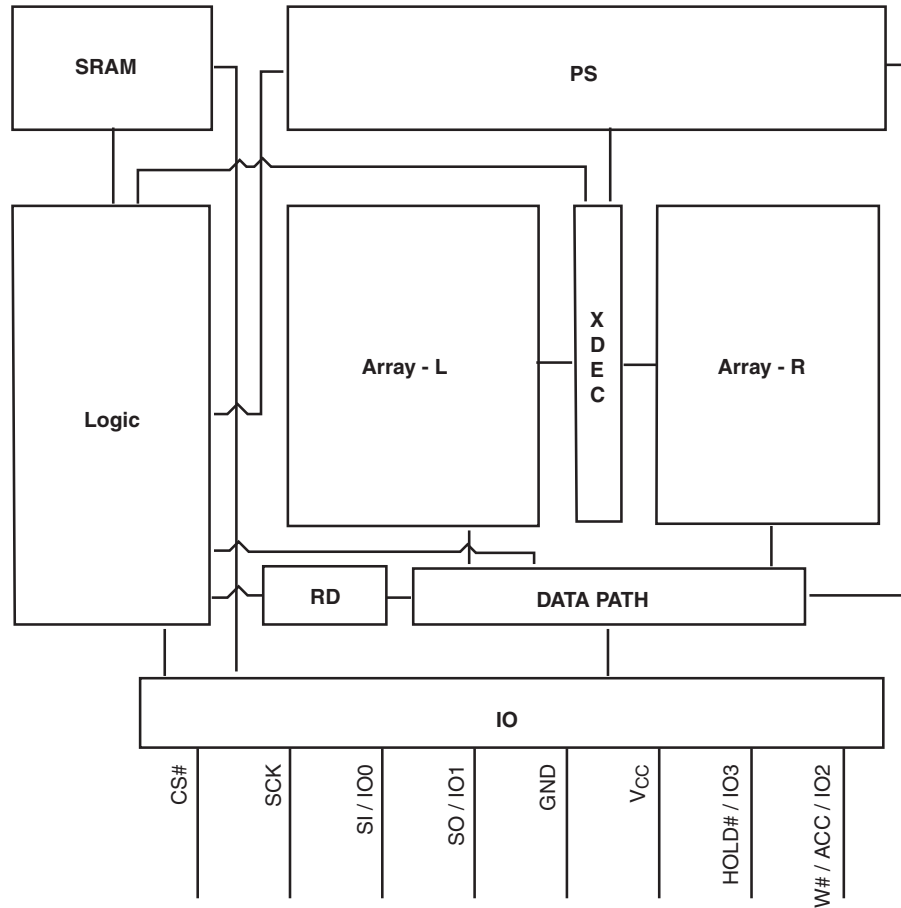 SRAM
PS
Logic
Array - L
X
D
E
C
Array - R
RD
DATA PATH
IO
CS#
SCK
SI / IO0
SO / IO1
GND
VCC
HOLD# / IO3
W# / ACC / IO2